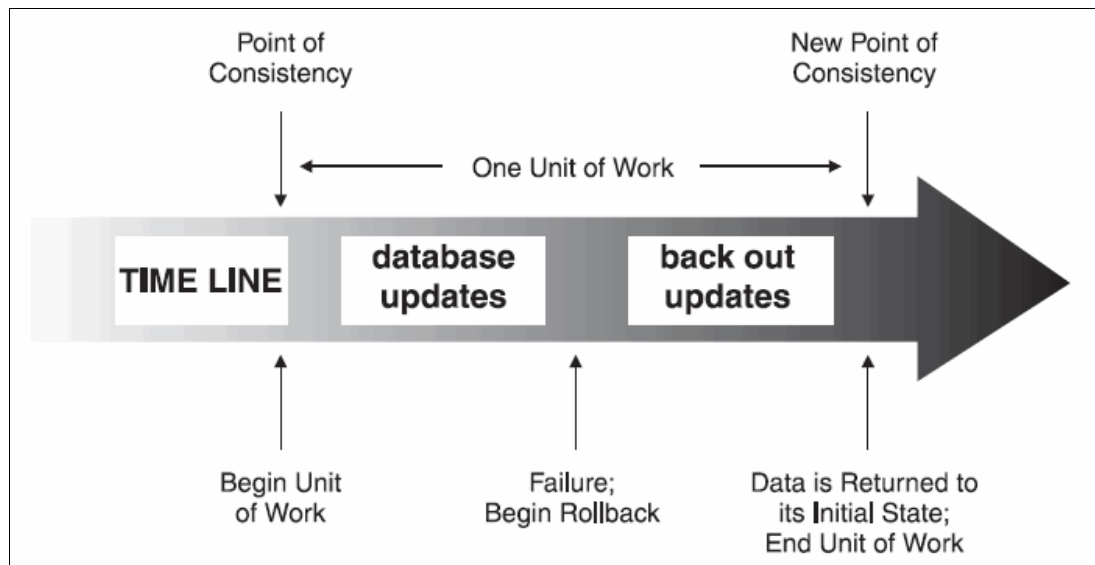 Point of
Consistency
New Point of
Consistency
One Unit of Work
TIME LINE
database
updates
back out
updates
Begin Unit
of Work
Failure;
Begin Rollback
Data is Returned to
its Initial State;
End Unit of Work